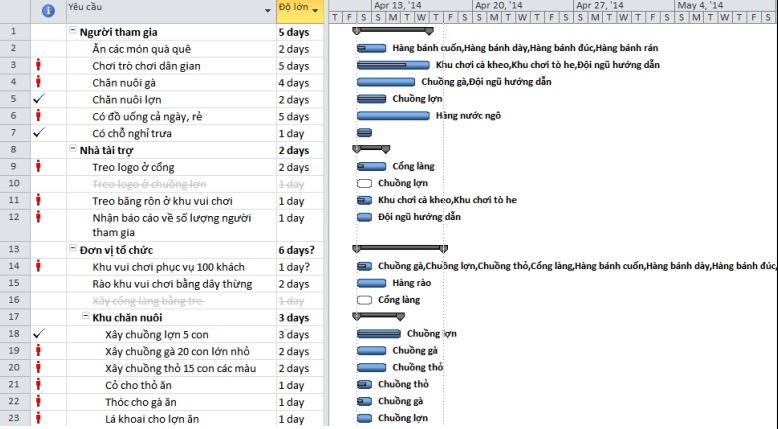 Yêu cầu Độ lớn Apr 13, '14 Apr 20, '14 Apr 27, '14 May 4, '14
T F S S M T W T F S S M T W T F S S M T W T F S S M T W T F S
1 Người tham gia 5 days
2 Ăn các món quà quê 2 days Hàng bánh cuốn,Hàng bánh dày,Hàng bánh đúc,Hàng bánh rán
3 Chơi trò chơi dân gian 5 days Khu chơi cà kheo,Khu chơi tò he,Đội ngũ hướng dẫn
4 Chăn nuôi gà 4 days Chuồng gà,Đội ngũ hướng dẫn
5 Chăn nuôi lợn 2 days Chuồng lợn
6 Có đồ uống cả ngày, rẻ 5 days Hàng nước ngô
7 Có chỗ nghỉ trưa 1 day
8 Nhà tài trợ 2 days
9 Treo logo ở cổng 2 days Cổng làng
10 Treo logo ở chuồng lợn 1 day Chuồng lợn
11 Treo băng rôn ở khu vui chơi 1 day Khu chơi cà kheo,Khu chơi tò he
12 Nhận báo cáo về số lượng người 1 day Đội ngũ hướng dẫn
tham gia
13 Đơn vị tổ chức 6 days?
14 Khu vui chơi phục vụ 100 khách 1 day? Chuồng gà,Chuồng lợn,Chuồng thỏ,Cổng làng,Hàng bánh cuốn,Hàng bánh dày,Hàng bánh đúc,
15 Rào khu vui chơi bằng dây thừng 2 days Hàng rào
16 Xây cổng làng bằng tre 1 day Cổng làng
17 Khu chăn nuôi 3 days
18 Xây chuồng lợn 5 con 3 days Chuồng lợn
19 Xây chuồng gà 20 con lớn nhỏ 2 days Chuồng gà
20 Xây chuồng thỏ 15 con các màu 2 days Chuồng thỏ
21 Cỏ cho thỏ ăn 1 day Chuồng thỏ
22 Thóc cho gà ăn 1 day Chuồng gà
23 Lá khoai cho lợn ăn 1 day Chuồng lợn